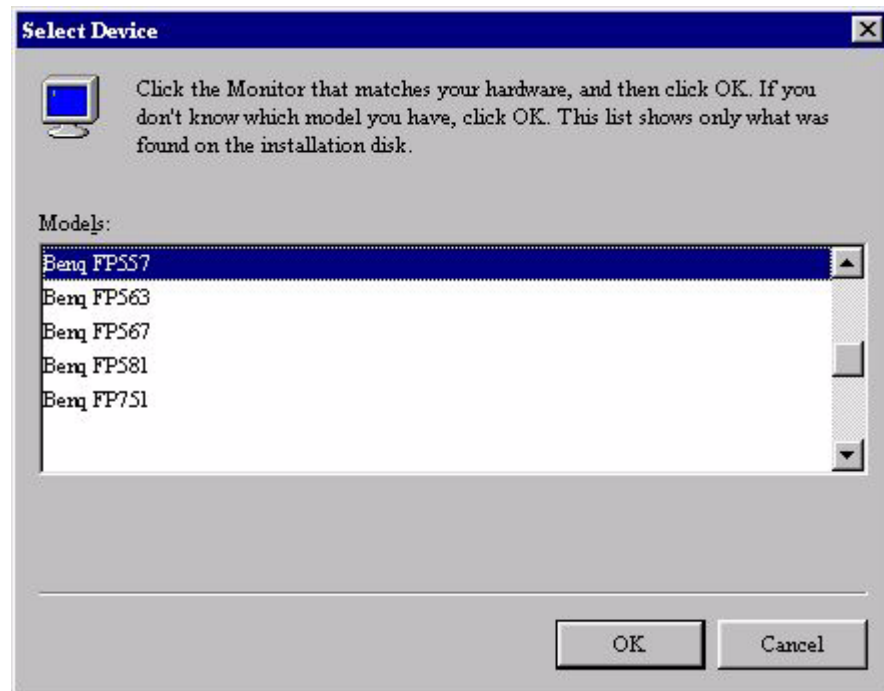 Select Device
Click the Monitor that matches your hardware, and then click OK. If you
don't know which model you have, click OK. This list shows only what was
found on the installation disk.
Models:
Benq FP557
Benq FP563
Benq FP567
Benq FP581
Benq FP751
OK
Cancel